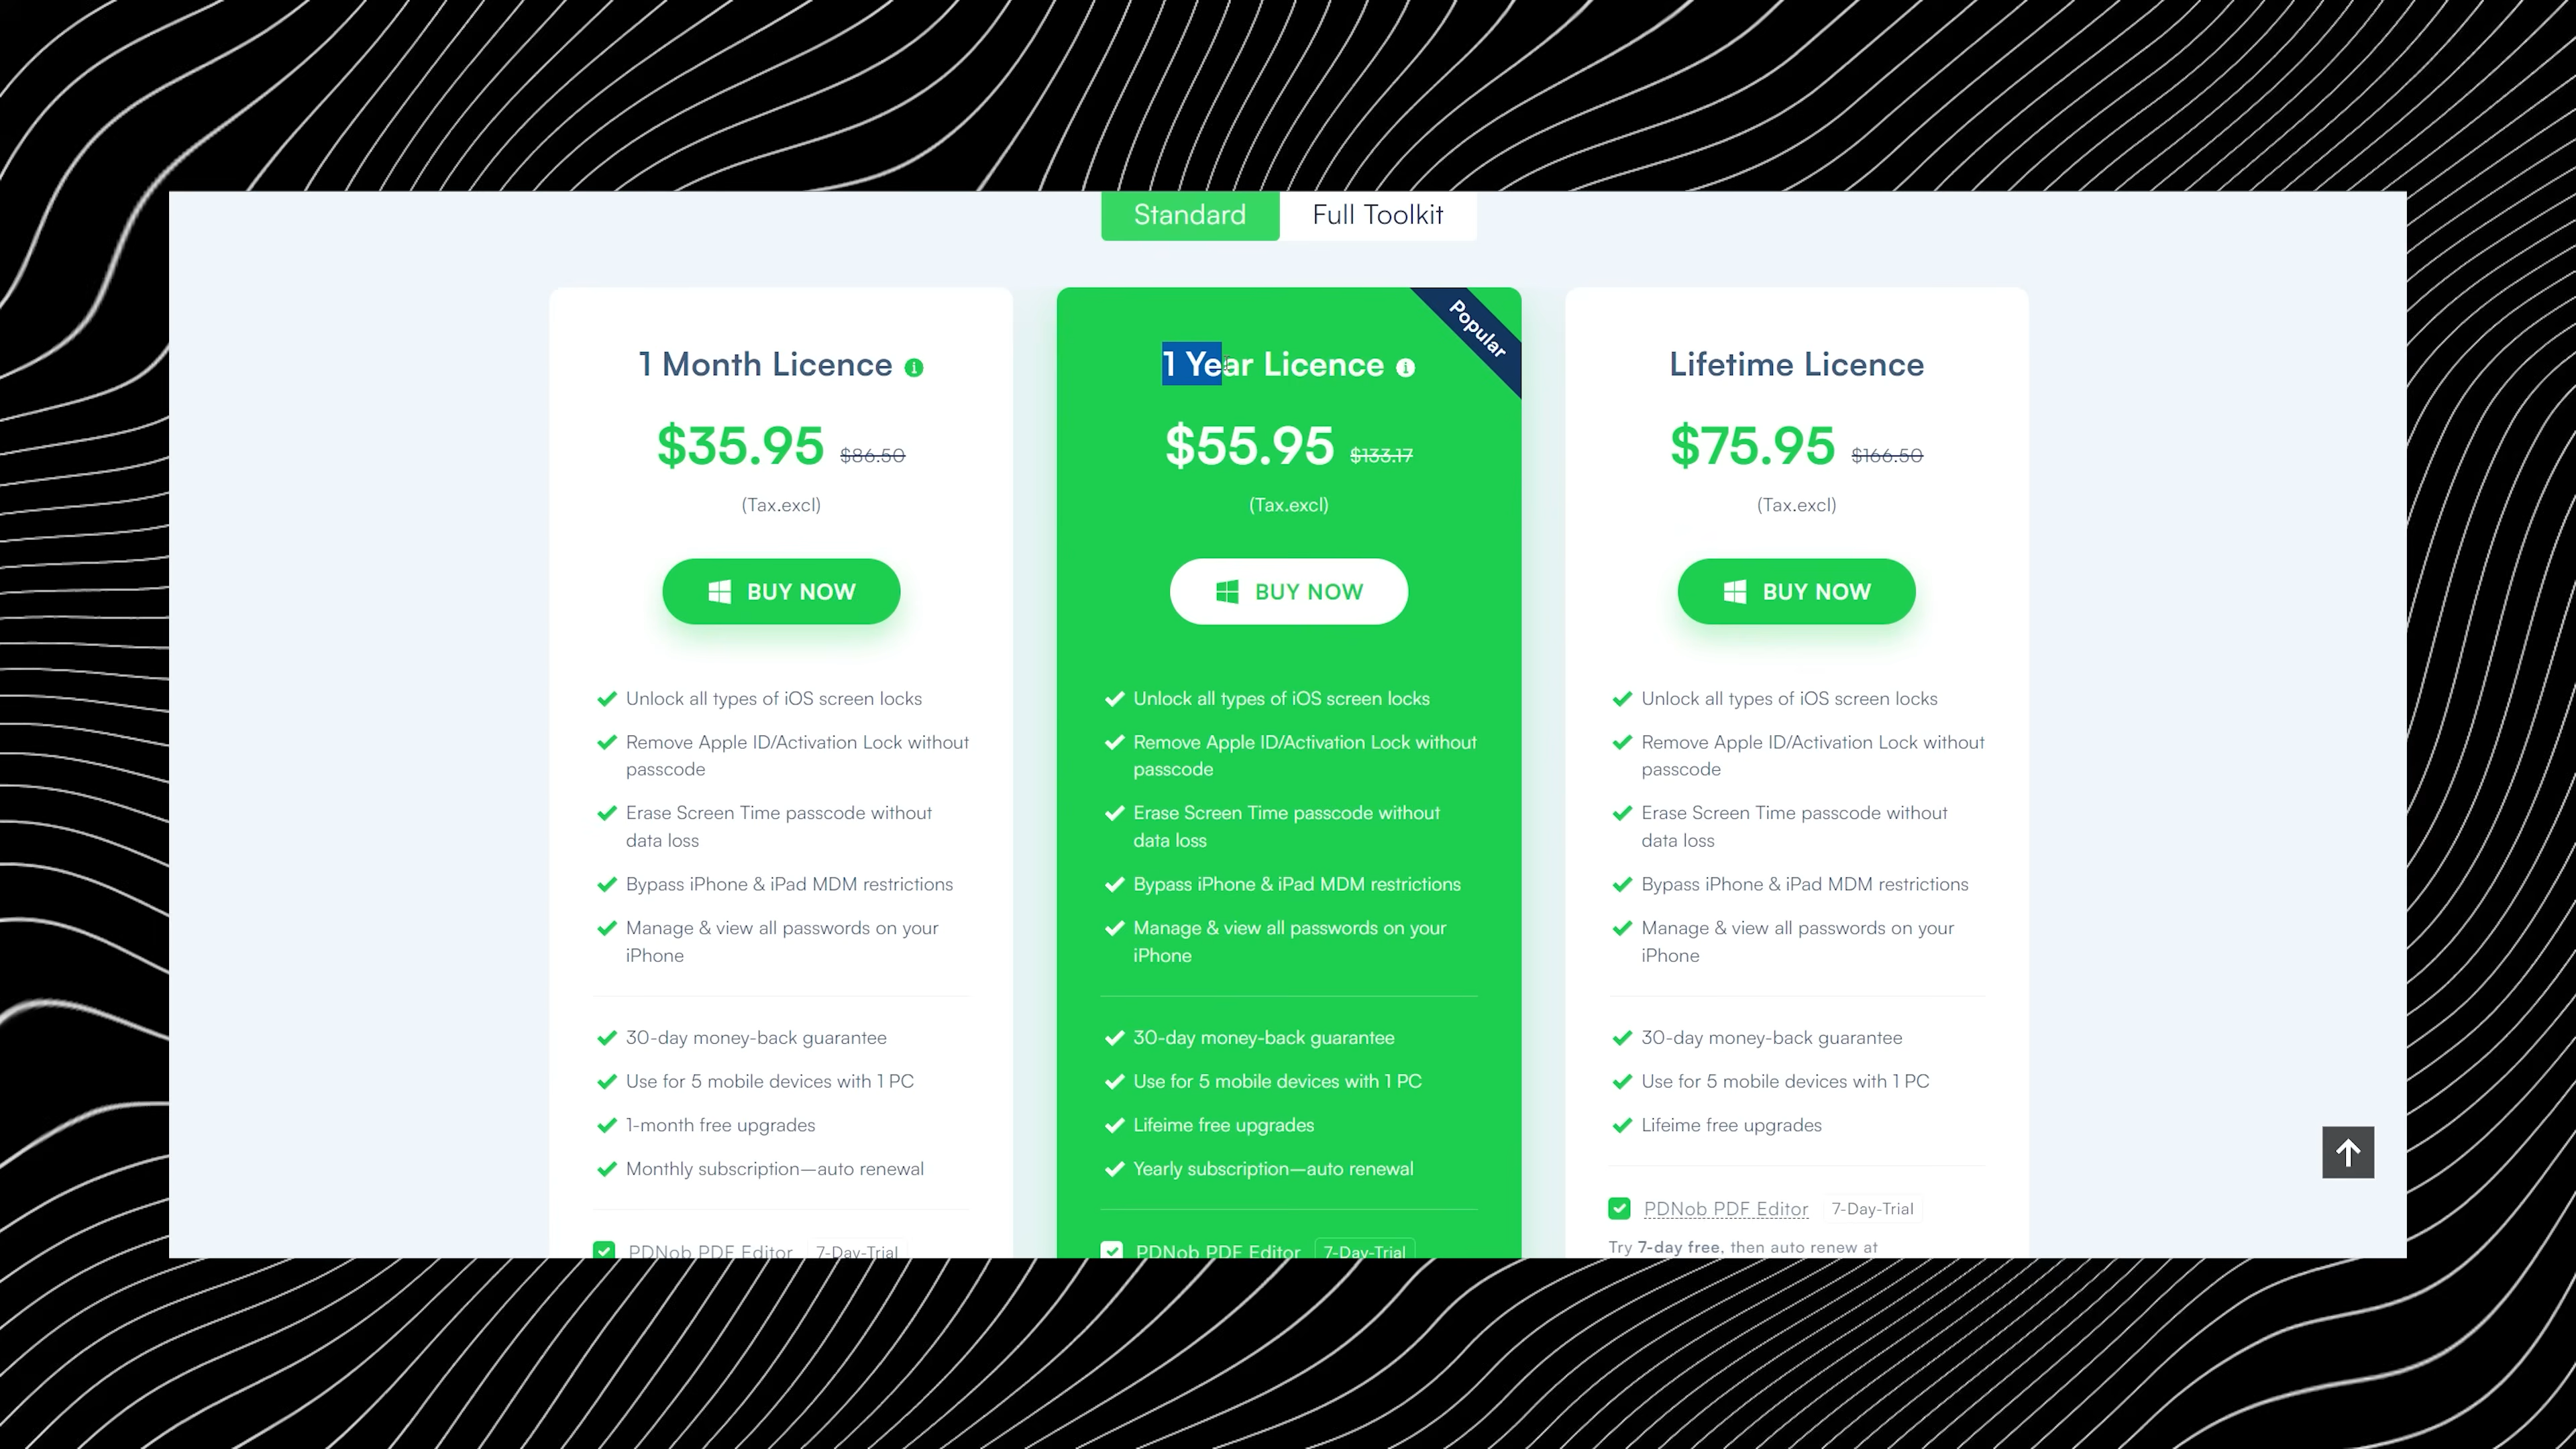 Standard
Full Toolkit
1 Month Licence
$35.95 $86.50
(Tax.excl)
BUY NOW
Unlock all types of iOS screen locks
Remove Apple ID/Activation Lock without
passcode
Erase Screen Time passcode without
data loss
Bypass iPhone & iPad MDM restrictions
Manage & view all passwords on your
iPhone
30-day money-back guarantee
Use for 5 mobile devices with 1 PC
1-month free upgrades
Monthly subscription—auto renewal
PDNob PDF Editor 7-Day-Trial
Popular
1 Year Licence
$55.95 $133.17
(Tax.excl)
BUY NOW
Unlock all types of iOS screen locks
Remove Apple ID/Activation Lock without
passcode
Erase Screen Time passcode without
data loss
Bypass iPhone & iPad MDM restrictions
Manage & view all passwords on your
iPhone
30-day money-back guarantee
Use for 5 mobile devices with 1 PC
Lifeime free upgrades
Yearly subscription—auto renewal
PDNob PDF Editor 7-Day-Trial
Lifetime Licence
$75.95 $166.50
(Tax.excl)
BUY NOW
Unlock all types of iOS screen locks
Remove Apple ID/Activation Lock without
passcode
Erase Screen Time passcode without
data loss
Bypass iPhone & iPad MDM restrictions
Manage & view all passwords on your
iPhone
30-day money-back guarantee
Use for 5 mobile devices with 1 PC
Lifeime free upgrades
PDNob PDF Editor 7-Day-Trial
Try 7-day free, then auto renew at